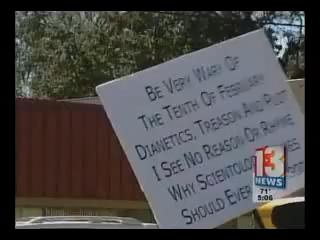 BE VERY WARY OF
THE TENTH OF FEBRUARY
DIANETICS, TREASON AND PLOT
I SEE NO REASON OR RHYME
WHY
SHOULD EVER
13
NEWS
71°
5:06